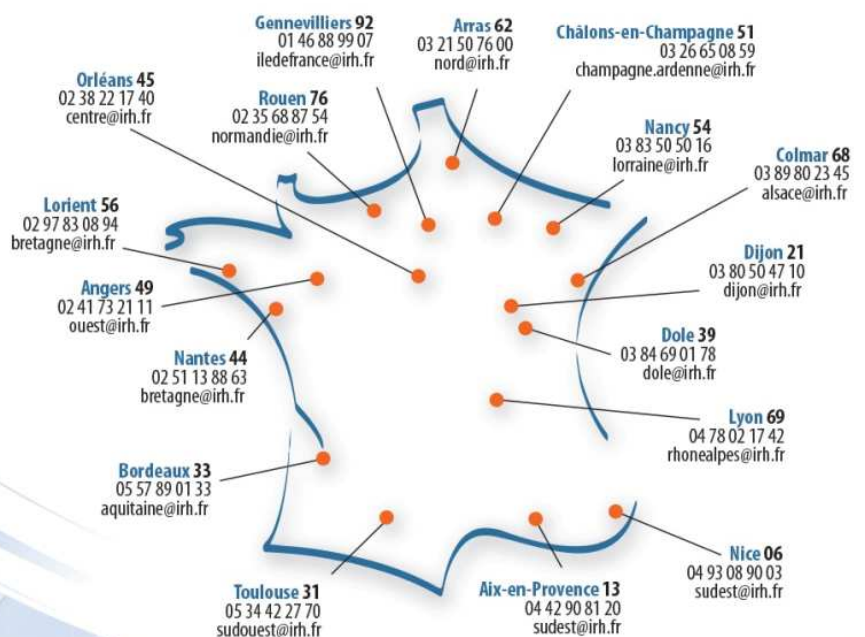 Gennevilliers 92
01 46 88 99 07
iledefrance@irh.fr
Arras 62
03 21 50 76 00
nord@irh.fr
Châlons-en-Champagne 51
03 26 65 08 59
champagne.ardenne@irh.fr
Orléans 45
02 38 22 17 40
centre@irh.fr
Rouen 76
02 35 68 87 54
normandie@irh.fr
Nancy 54
03 83 50 50 16
lorraine@irh.fr
Colmar 68
03 89 80 23 45
alsace@irh.fr
Lorient 56
02 97 83 08 94
bretagne@irh.fr
Dijon 21
03 80 50 47 10
dijon@irh.fr
Angers 49
02 41 73 21 11
ouest@irh.fr
Dole 39
03 84 69 01 78
dole@irh.fr
Nantes 44
02 51 13 88 63
bretagne@irh.fr
Lyon 69
04 78 02 17 42
rhonealpes@irh.fr
Bordeaux 33
05 57 89 01 33
aquitaine@irh.fr
Nice 06
04 93 08 90 03
sudest@irh.fr
Toulouse 31
05 34 42 27 70
sudouest@irh.fr
Aix-en-Provence 13
04 42 90 81 20
sudest@irh.fr